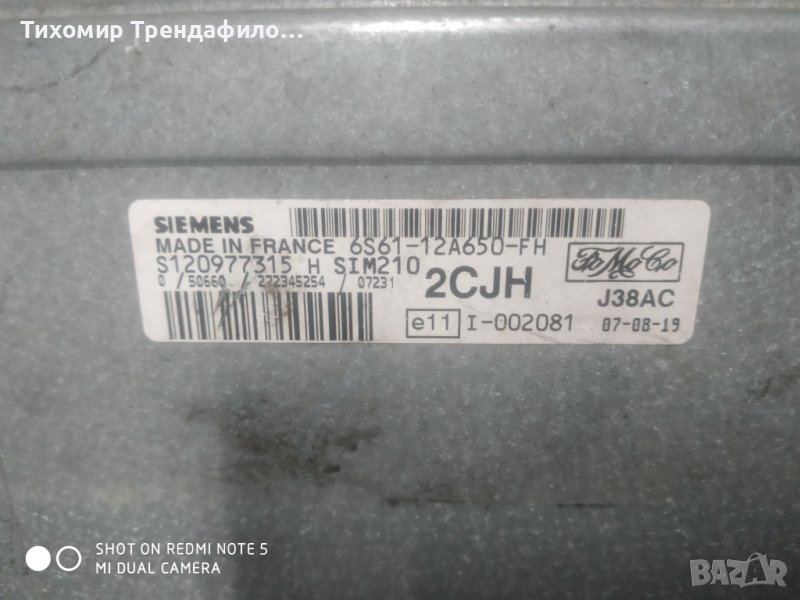 Тихомир Трендафило...
SIEMENS
MADE IN FRANCE 6S61-12A650-FH
S120977315 H SIM210
0 / 50660 / 272345254 / 07231
2CJH
FoMoCo
J38AC
e11 I-002081 07-08-19
SHOT ON REDMI NOTE 5
MI DUAL CAMERA
BAZAR